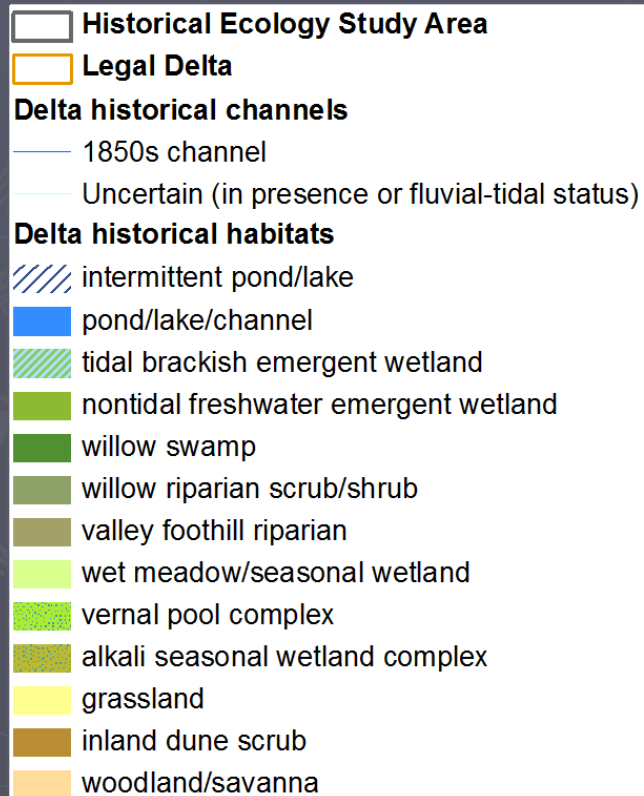 Historical Ecology Study Area
Legal Delta
Delta historical channels
1850s channel
Uncertain (in presence or fluvial-tidal status)
Delta historical habitats
intermittent pond/lake
pond/lake/channel
tidal brackish emergent wetland
nontidal freshwater emergent wetland
willow swamp
willow riparian scrub/shrub
valley foothill riparian
wet meadow/seasonal wetland
vernal pool complex
alkali seasonal wetland complex
grassland
inland dune scrub
woodland/savanna